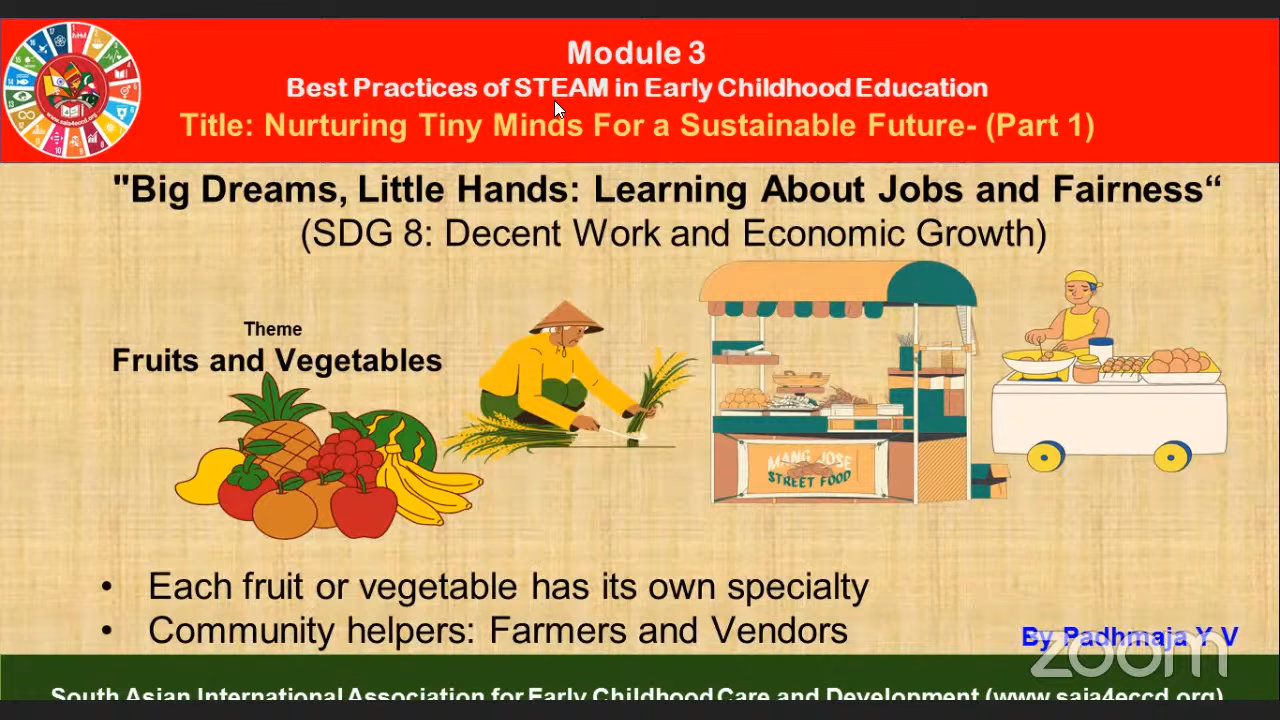 Module 3
Best Practices of STEAM in Early Childhood Education
Title: Nurturing Tiny Minds For a Sustainable Future- (Part 1)
www.saia4eccd.org
"Big Dreams, Little Hands: Learning About Jobs and Fairness“
(SDG 8: Decent Work and Economic Growth)
Theme
Fruits and Vegetables
MANG JOSE
STREET FOOD
• Each fruit or vegetable has its own specialty
• Community helpers: Farmers and Vendors
By Padhmaja Y V
zoom
South Asian International Association for Early Childhood Care and Development (www.saia4eccd.org)